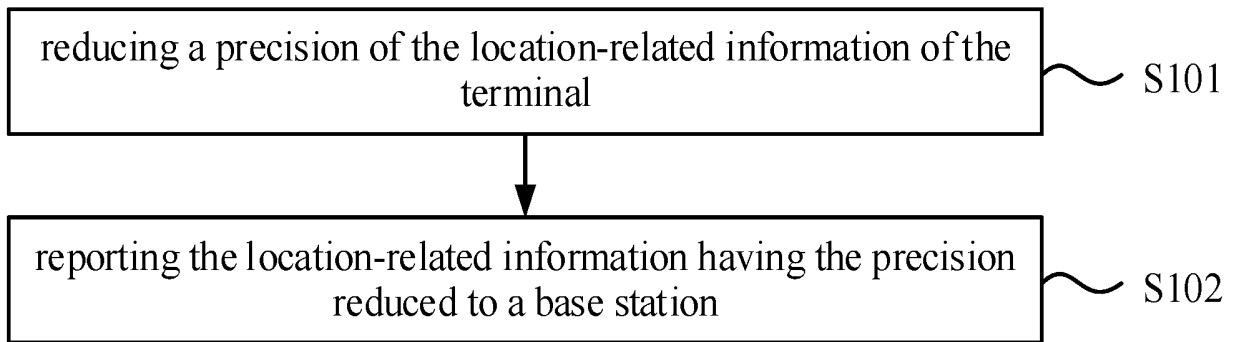 reducing a precision of the location-related information of the
terminal
S101
reporting the location-related information having the precision
reduced to a base station
S102